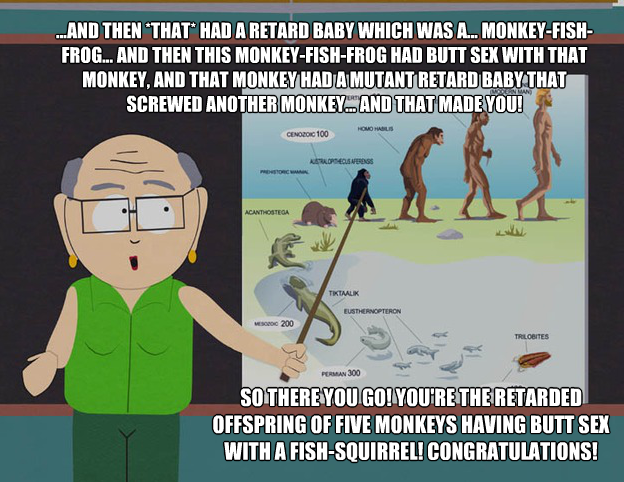 ...AND THEN *THAT* HAD A RETARD BABY WHICH WAS A... MONKEY-FISH-
FROG... AND THEN THIS MONKEY-FISH-FROG HAD BUTT SEX WITH THAT
MONKEY, AND THAT MONKEY HAD A MUTANT RETARD BABY THAT
SCREWED ANOTHER MONKEY... AND THAT MADE YOU!
(MODERN MAN)
CENOZOIC 100
HOMO HABILIS
AUSTRALOPITHECUS AFERENSIS
PREHISTORIC MAMMAL
ACANTHOSTEGA
TIKTAALIK
EUSTHERNOPTERON
MESOZOIC 200
TRILOBITES
PERMIAN 300
SO THERE YOU GO! YOU'RE THE RETARDED
OFFSPRING OF FIVE MONKEYS HAVING BUTT SEX
WITH A FISH-SQUIRREL! CONGRATULATIONS!